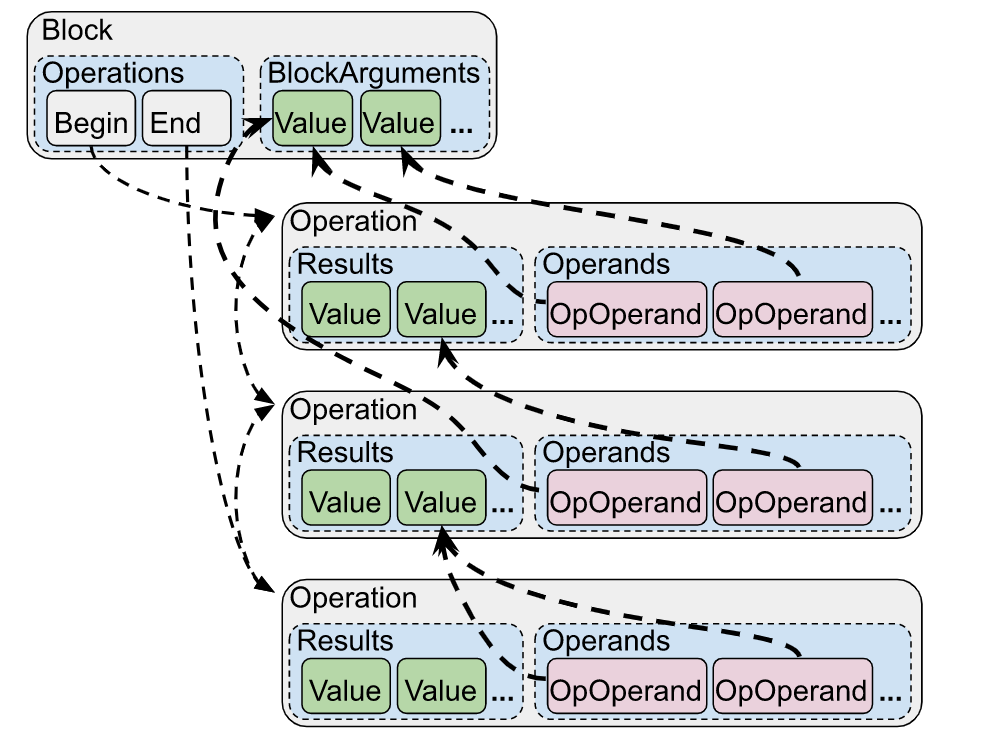 Block
Operations BlockArguments
Begin End Value Value ...
Operation
Results Operands
Value Value ... OpOperand OpOperand ...
Operation
Results Operands
Value Value ... OpOperand OpOperand ...
Operation
Results Operands
Value Value ... OpOperand OpOperand ...